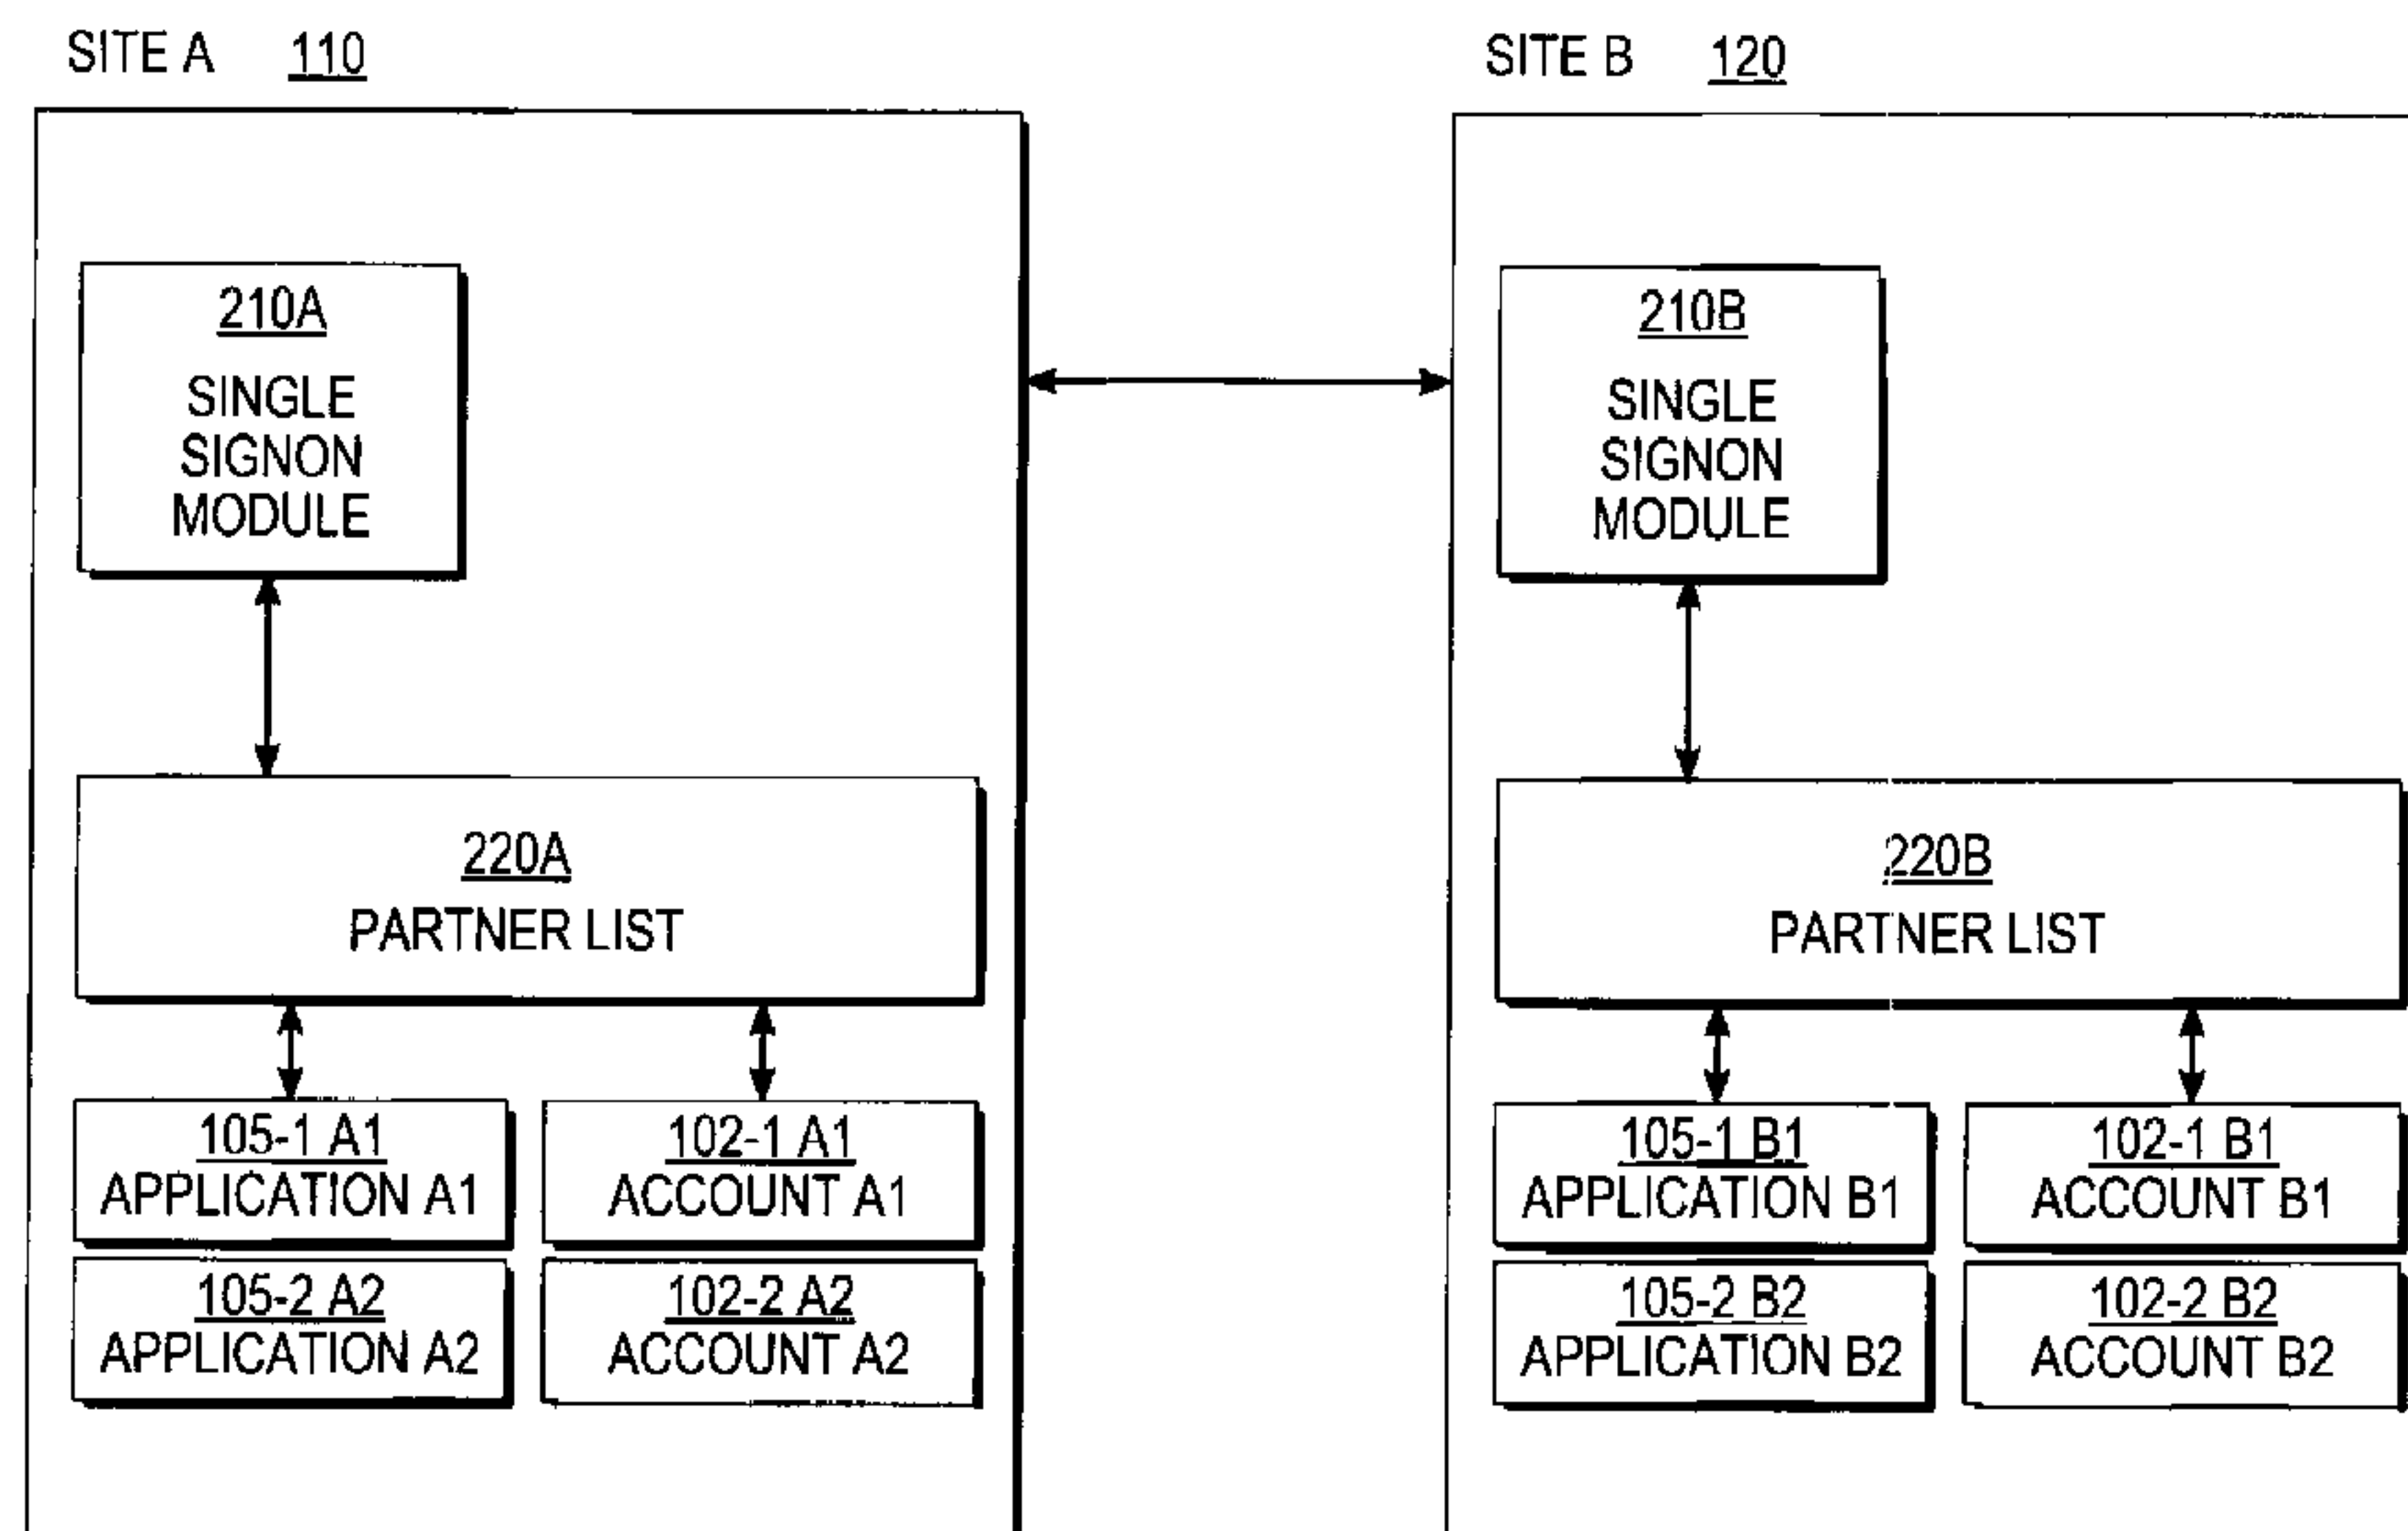 SITE A 110
210A
SINGLE
SIGNON
MODULE
220A
PARTNER LIST
105-1 A1
APPLICATION A1
102-1 A1
ACCOUNT A1
105-2 A2
APPLICATION A2
102-2 A2
ACCOUNT A2
SITE B 120
210B
SINGLE
SIGNON
MODULE
220B
PARTNER LIST
105-1 B1
APPLICATION B1
102-1 B1
ACCOUNT B1
105-2 B2
APPLICATION B2
102-2 B2
ACCOUNT B2